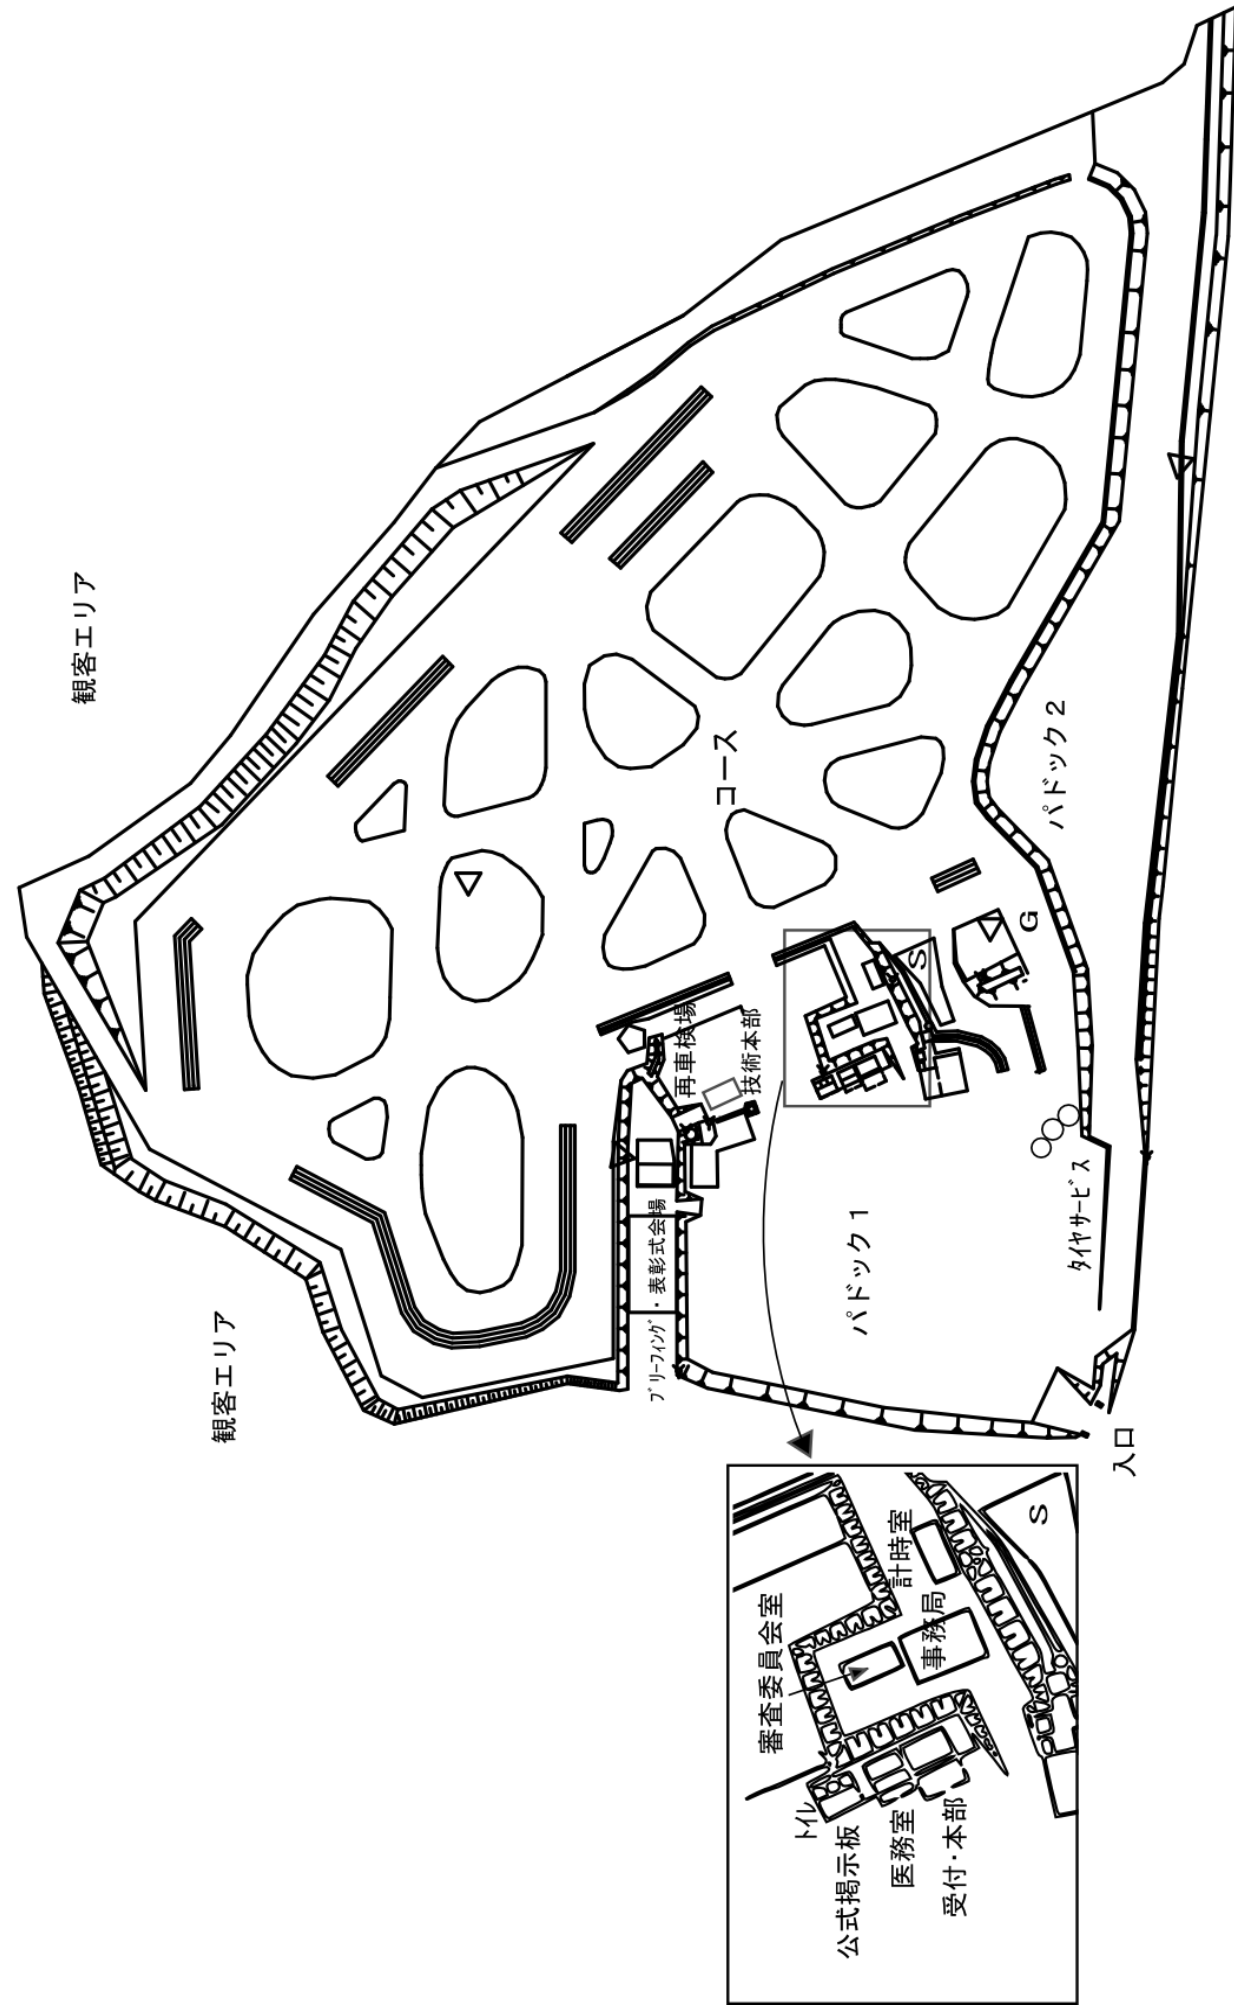 観客エリア
観客エリア
コース
パドック2
G
S
再車検場
技術本部
ブリーフィング・表彰式会場
パドック1
タイヤサービス
入口
審査委員会室
計時室
事務局
S
トイレ
公式掲示板
医務室
受付・本部